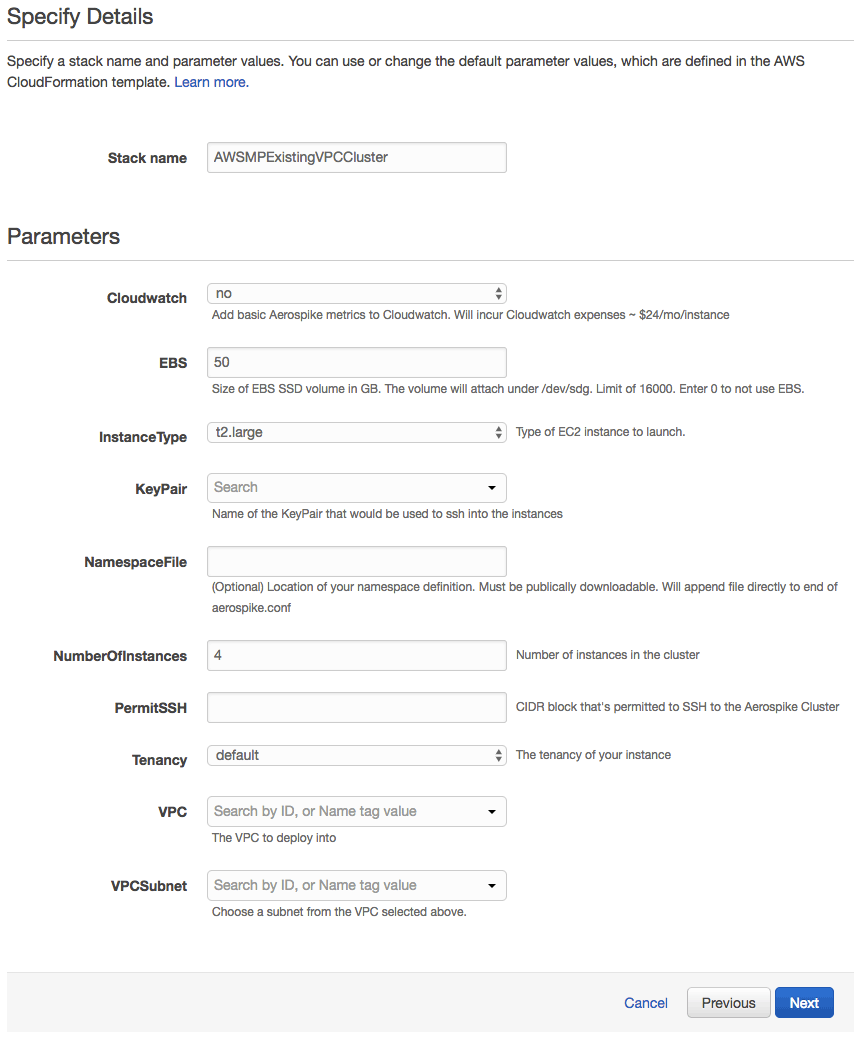 Specify Details
Specify a stack name and parameter values. You can use or change the default parameter values, which are defined in the AWS
CloudFormation template. Learn more.
Stack name AWSMPExistingVPCCluster
Parameters
Cloudwatch no
Add basic Aerospike metrics to Cloudwatch. Will incur Cloudwatch expenses ~ $24/mo/instance
EBS 50
Size of EBS SSD volume in GB. The volume will attach under /dev/sdg. Limit of 16000. Enter 0 to not use EBS.
InstanceType t2.large Type of EC2 instance to launch.
KeyPair Search
Name of the KeyPair that would be used to ssh into the instances
NamespaceFile
(Optional) Location of your namespace definition. Must be publically downloadable. Will append file directly to end of
aerospike.conf
NumberOfInstances 4 Number of instances in the cluster
PermitSSH CIDR block that's permitted to SSH to the Aerospike Cluster
Tenancy default The tenancy of your instance
VPC Search by ID, or Name tag value
The VPC to deploy into
VPCSubnet Search by ID, or Name tag value
Choose a subnet from the VPC selected above.
Cancel Previous Next